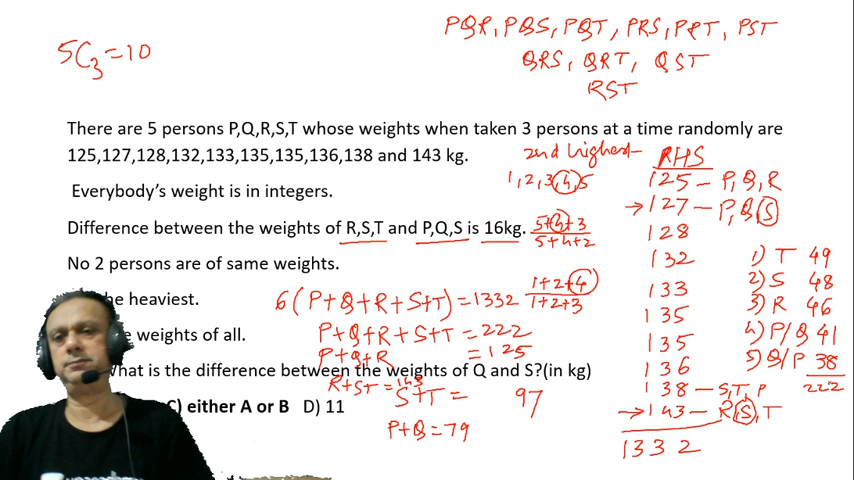 5C3=10
PQR, PQS, PQT, PRS, PRT, PST
QRS, QRT, QST
RST
There are 5 persons P,Q,R,S,T whose weights when taken 3 persons at a time randomly are
125,127,128,132,133,135,135,136,138 and 143 kg.
2nd highest-
1,2,3,4,5
Everybody's weight is in integers.
Difference between the weights of R,S,T and P,Q,S is 16kg.
5+4+3
5+4+2
No 2 persons are of same weights.
1+2+4
1+2+3
he heaviest.
6(P+Q+R+S+T)=1332
weights of all.
P+Q+R+S+T=222
P+Q+R =125
hat is the difference between the weights of Q and S?(in kg)
R+S+T=143
S+T= 97
C) either A or B D) 11
P+Q=79
RHS
125 - P,Q,R
→127 - P,Q,S
128
132
133
135
135
136
138 - S,T,P
→143 - R,S,T
1332
1) T 49
2) S 48
3) R 46
4) P/Q 41
5) Q/P 38
222